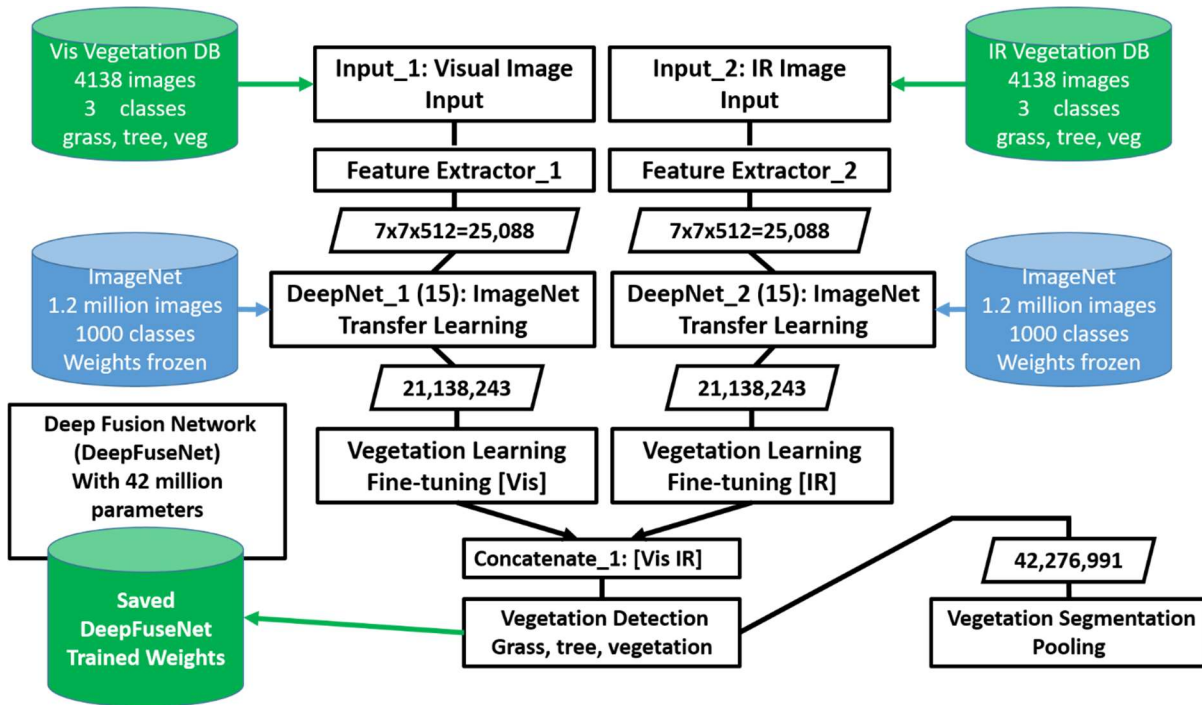 Vis Vegetation DB
4138 images
3 classes
grass, tree, veg
Input_1: Visual Image
Input
Input_2: IR Image
Input
IR Vegetation DB
4138 images
3 classes
grass, tree, veg
Feature Extractor_1
Feature Extractor_2
7x7x512=25,088
7x7x512=25,088
ImageNet
1.2 million images
1000 classes
Weights frozen
DeepNet_1 (15): ImageNet
Transfer Learning
DeepNet_2 (15): ImageNet
Transfer Learning
ImageNet
1.2 million images
1000 classes
Weights frozen
21,138,243
21,138,243
Deep Fusion Network
(DeepFuseNet)
With 42 million
parameters
Vegetation Learning
Fine-tuning [Vis]
Vegetation Learning
Fine-tuning [IR]
Concatenate_1: [Vis IR]
42,276,991
Saved
DeepFuseNet
Trained Weights
Vegetation Detection
Grass, tree, vegetation
Vegetation Segmentation
Pooling